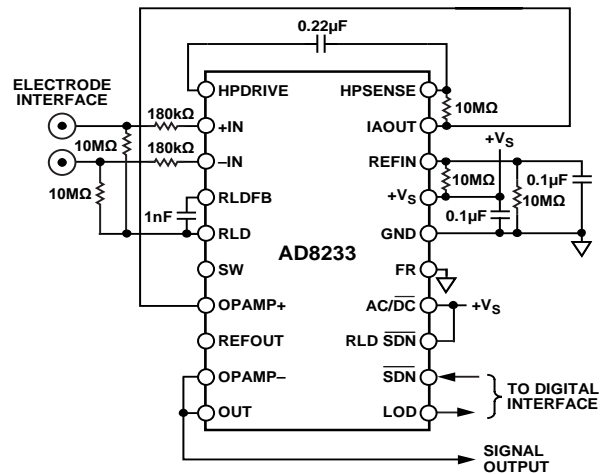 0.22µF
ELECTRODE
INTERFACE
HPDRIVE
HPSENSE
180kΩ
10MΩ
+IN
IAOUT
+VS
10MΩ
180kΩ
–IN
REFIN
10MΩ
10MΩ
0.1µF
RLDFB
+VS
10MΩ
1nF
0.1µF
RLD
GND
AD8233
SW
FR
OPAMP+
AC/DC
+VS
REFOUT
RLD SDN
OPAMP–
SDN
TO DIGITAL
INTERFACE
OUT
LOD
SIGNAL
OUTPUT